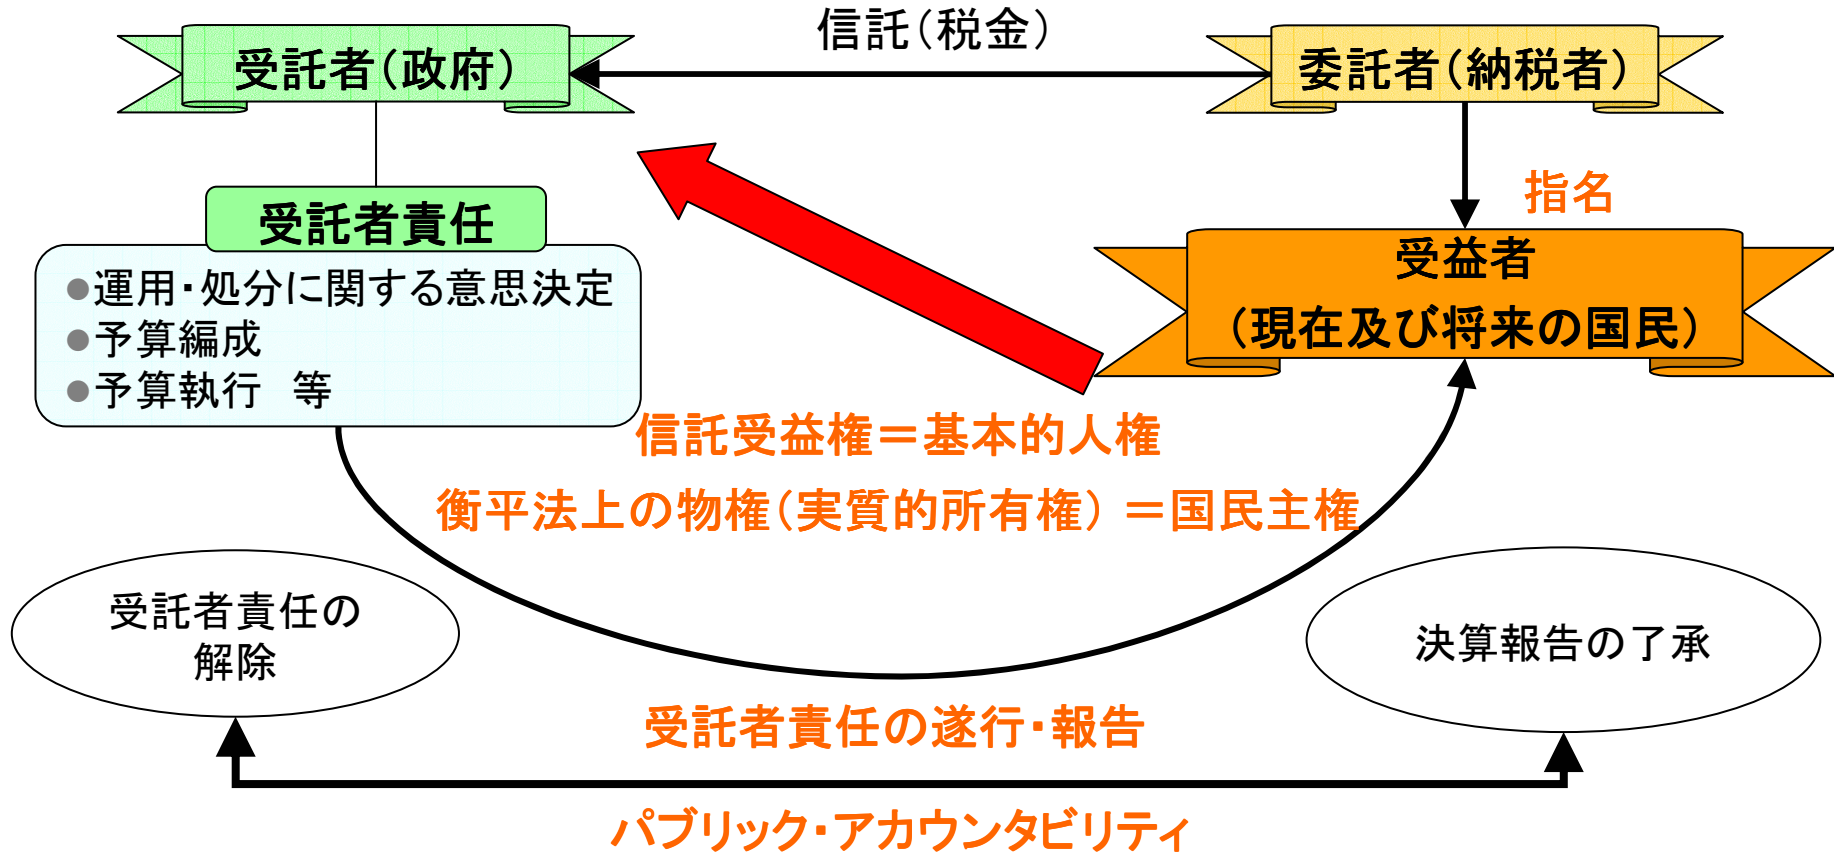 信託（税金）
受託者（政府）
委託者（納税者）
指名
受託者責任
●運用・処分に関する意思決定
●予算編成
●予算執行　等
受益者
（現在及び将来の国民）
信託受益権＝基本的人権
衡平法上の物権（実質的所有権）＝国民主権
受託者責任の
解除
決算報告の了承
受託者責任の遂行・報告
パブリック・アカウンタビリティ